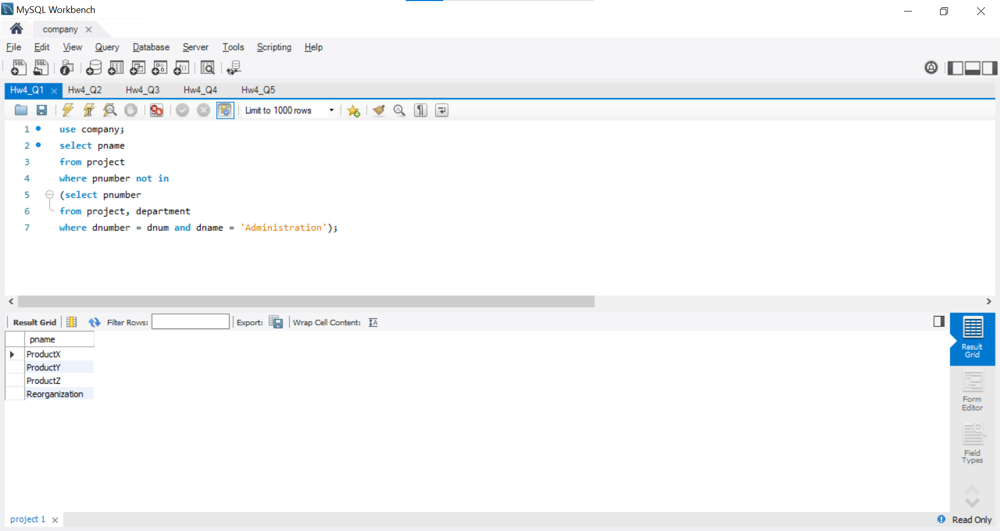 MySQL Workbench
company
File Edit View Query Database Server Tools Scripting Help
Hw4_Q1 Hw4_Q2 Hw4_Q3 Hw4_Q4 Hw4_Q5
Limit to 1000 rows
1 use company;
2 select pname
3 from project
4 where pnumber not in
5 (select pnumber
6 from project, department
7 where dnumber = dnum and dname = 'Administration');
Result Grid Filter Rows: Export: Wrap Cell Content:
pname
ProductX
ProductY
ProductZ
Reorganization
Result
Grid
Form
Editor
Field
Types
project 1
Read Only